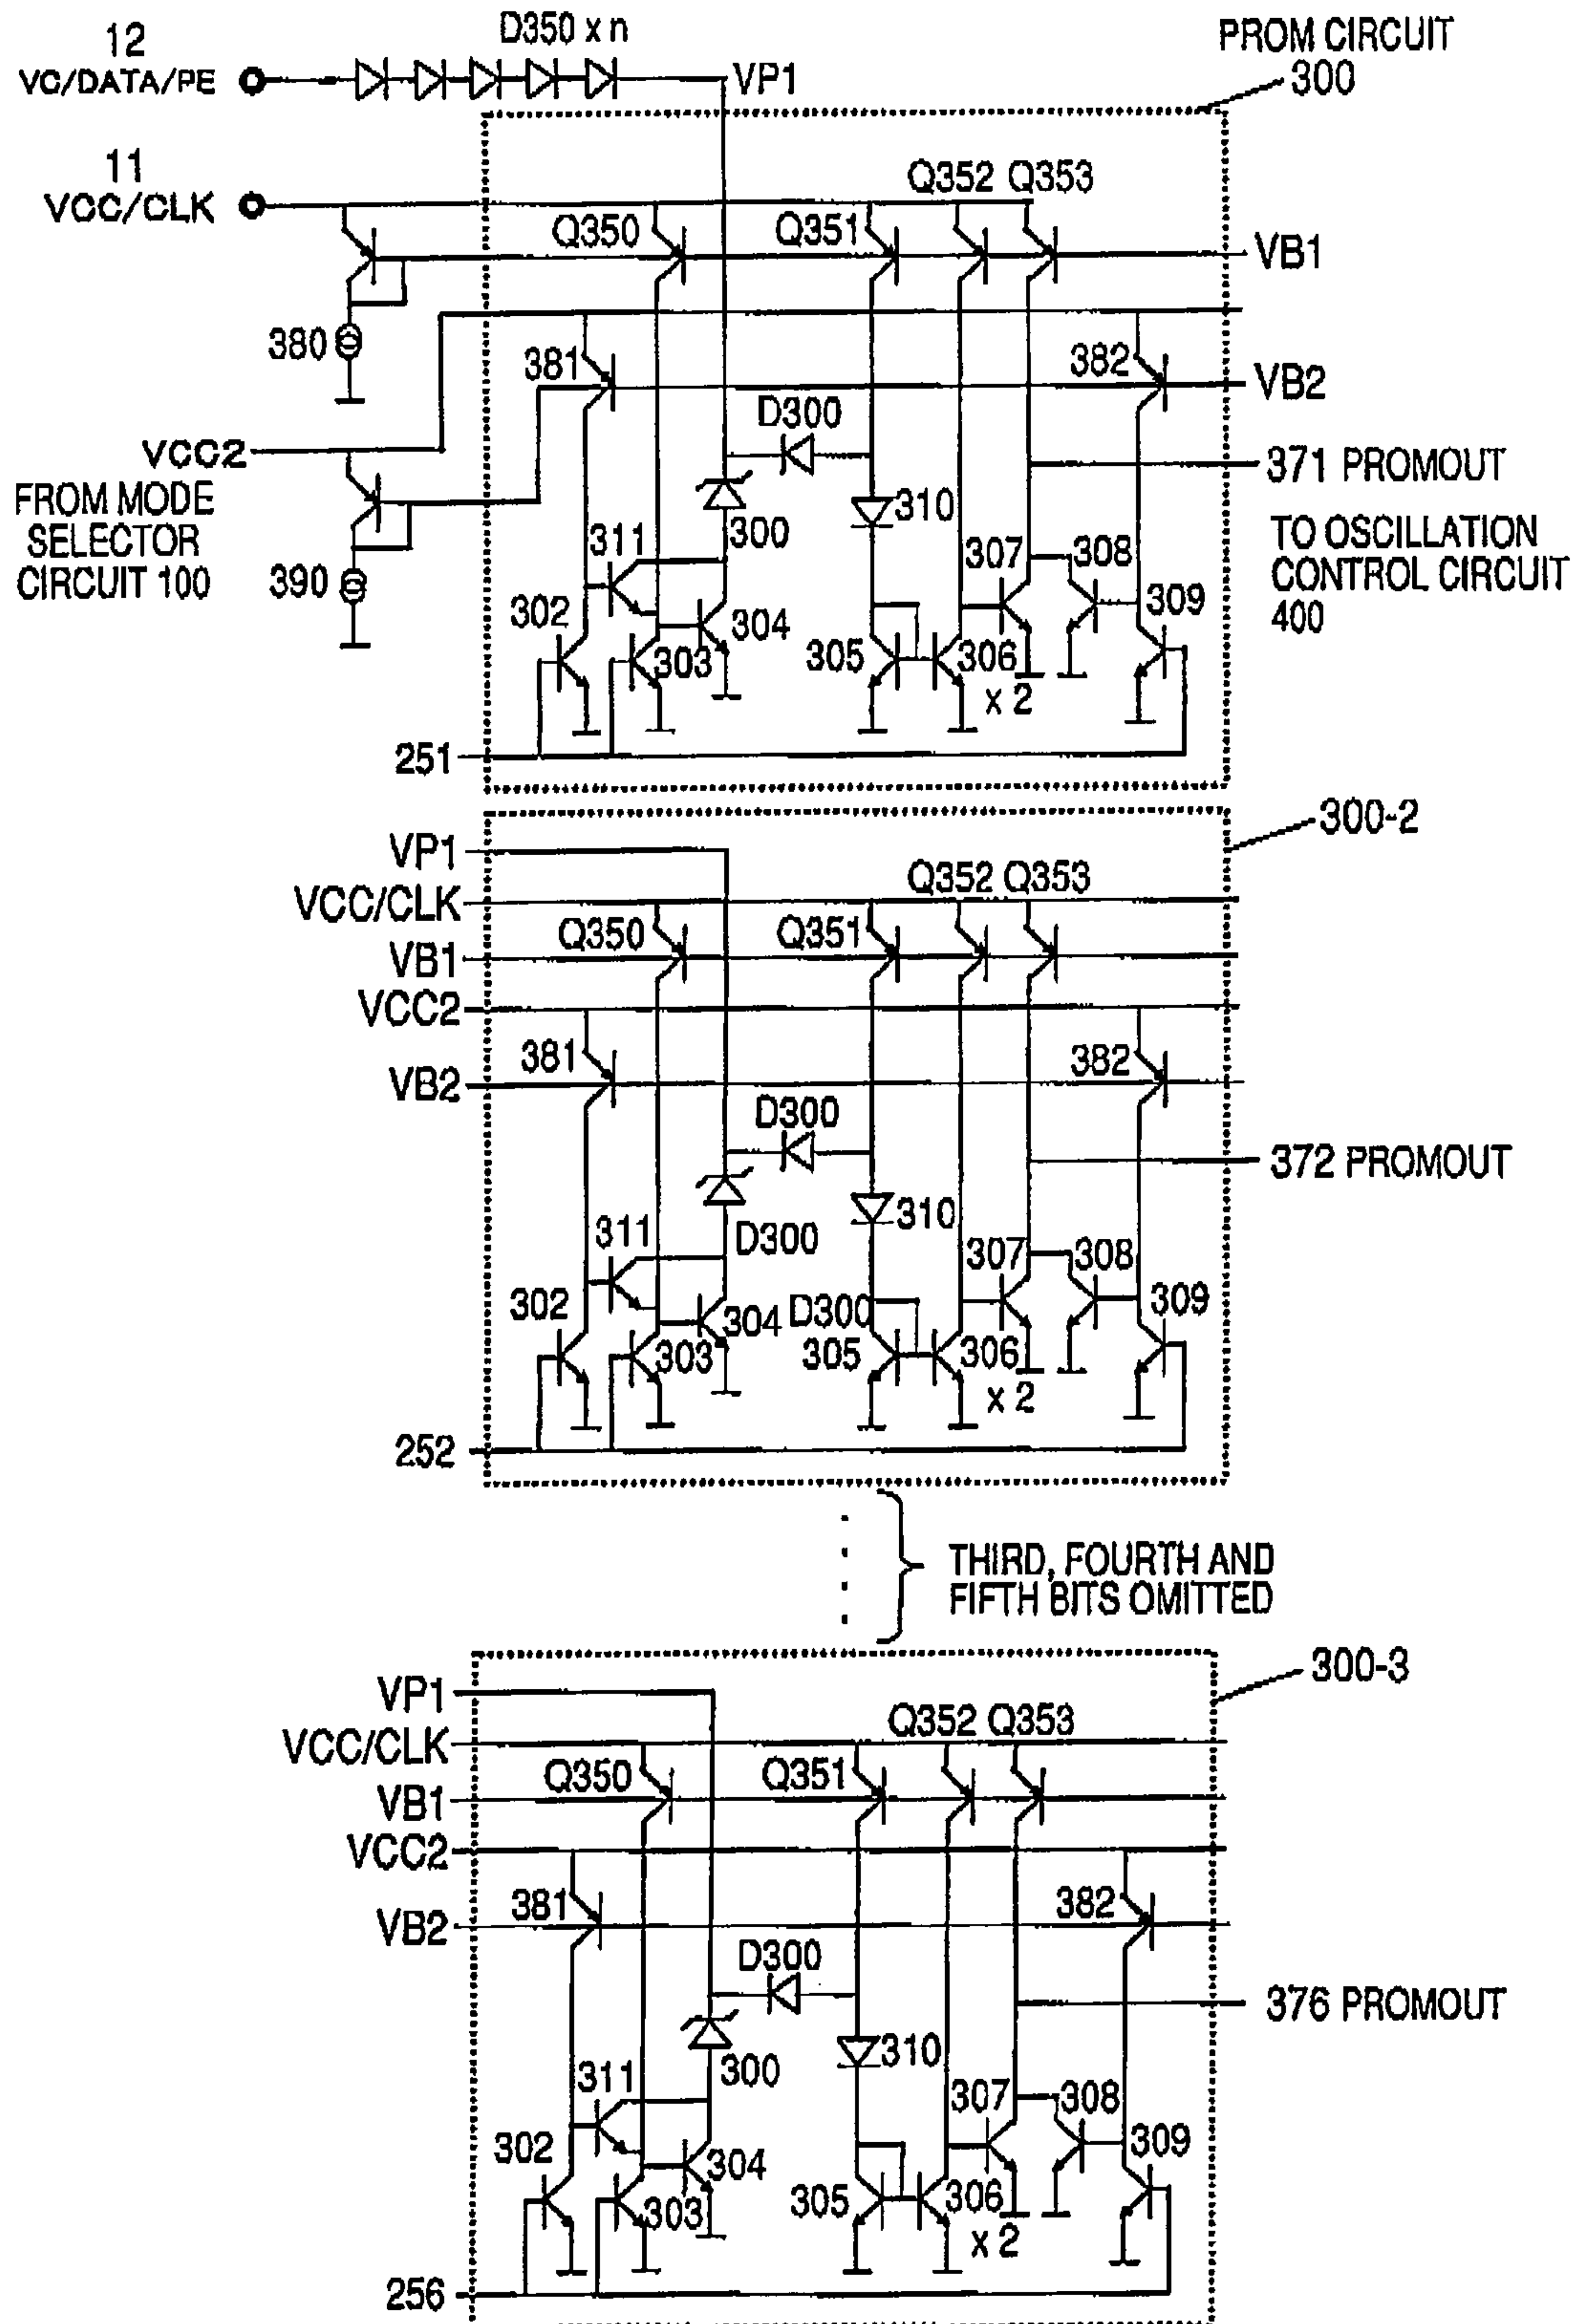 12
VC/DATA/PE
D350 x n
VP1
PROM CIRCUIT
300
11
VCC/CLK
Q350
Q351
Q352
Q353
VB1
380
381
382
VB2
D300
VCC2
371 PROMOUT
FROM MODE
SELECTOR
CIRCUIT 100
390
300
310
TO OSCILLATION
CONTROL CIRCUIT
400
311
307
308
302
304
309
303
305
306
x 2
251
300-2
VP1
VCC/CLK
Q352
Q353
Q350
Q351
VB1
VCC2
381
382
VB2
D300
372 PROMOUT
310
311
D300
307
308
302
304
D300
309
303
305
306
x 2
252
THIRD, FOURTH AND
FIFTH BITS OMITTED
300-3
VP1
VCC/CLK
Q352
Q353
Q350
Q351
VB1
VCC2
381
382
VB2
D300
376 PROMOUT
310
300
311
307
308
302
304
309
303
305
306
x 2
256